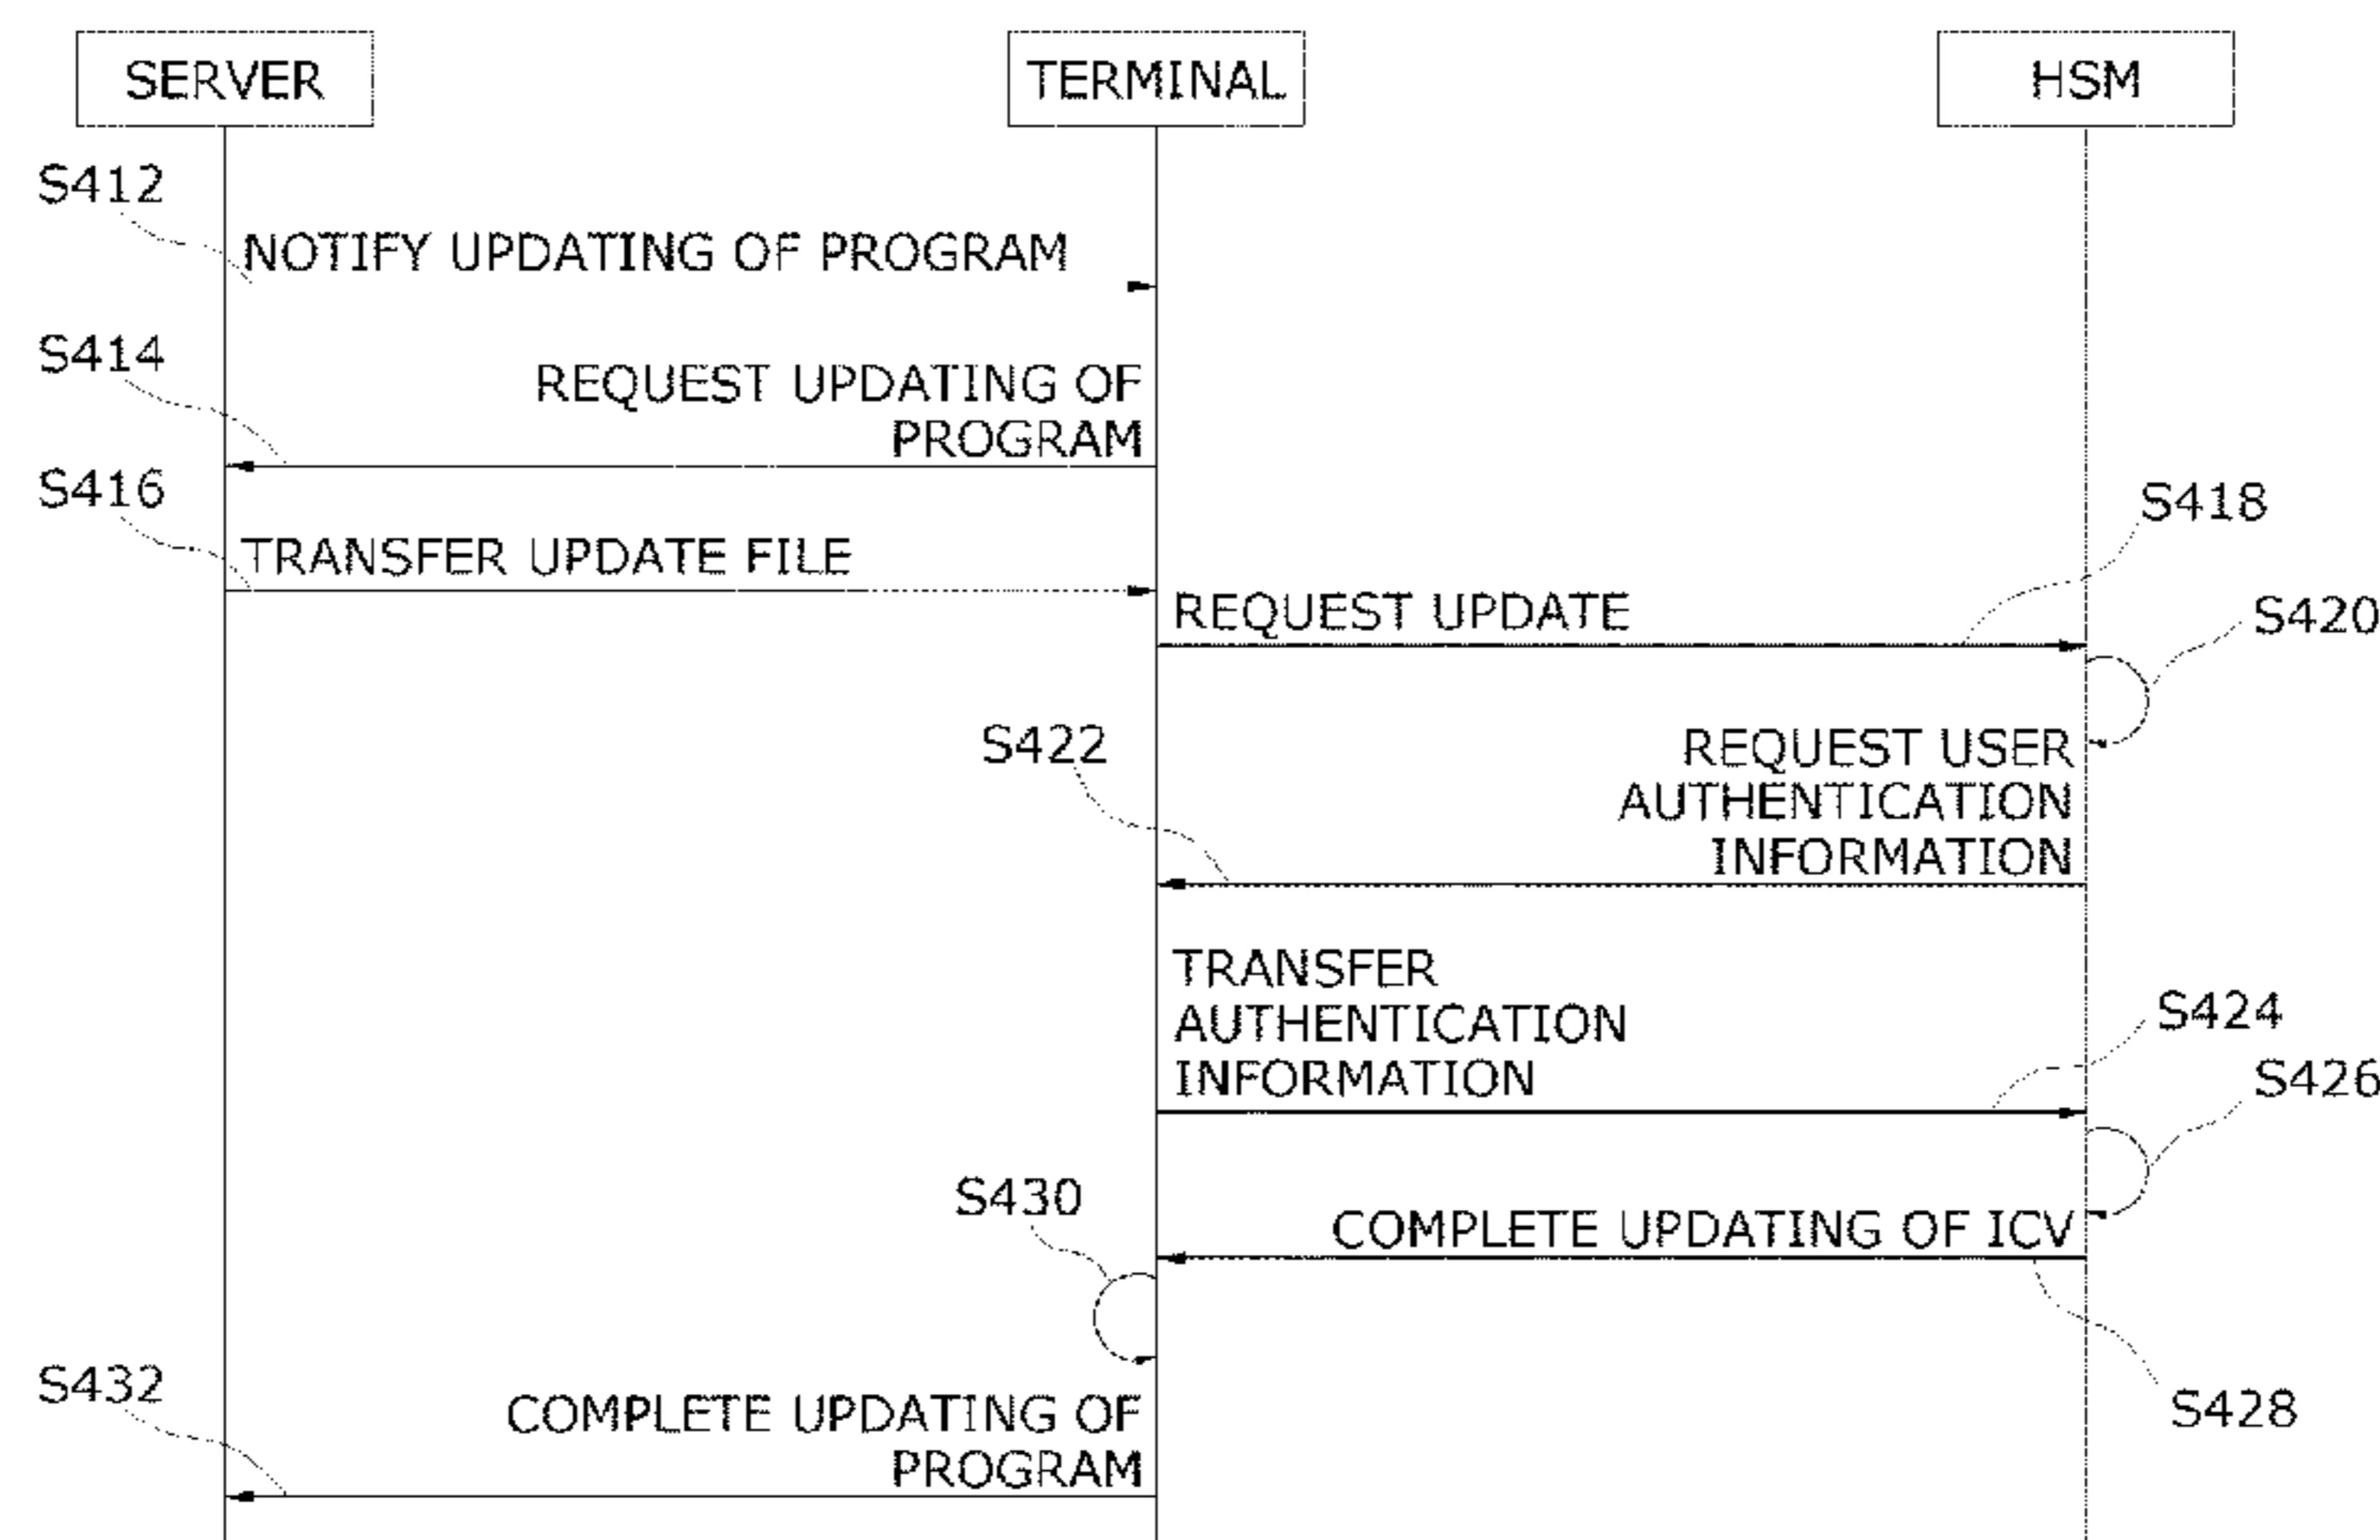 SERVER
TERMINAL
HSM
S412
NOTIFY UPDATING OF PROGRAM
S414
REQUEST UPDATING OF
PROGRAM
S416
TRANSFER UPDATE FILE
S418
REQUEST UPDATE
S420
S422
REQUEST USER
AUTHENTICATION
INFORMATION
TRANSFER
AUTHENTICATION
INFORMATION
S424
S426
S430
COMPLETE UPDATING OF ICV
S428
S432
COMPLETE UPDATING OF
PROGRAM